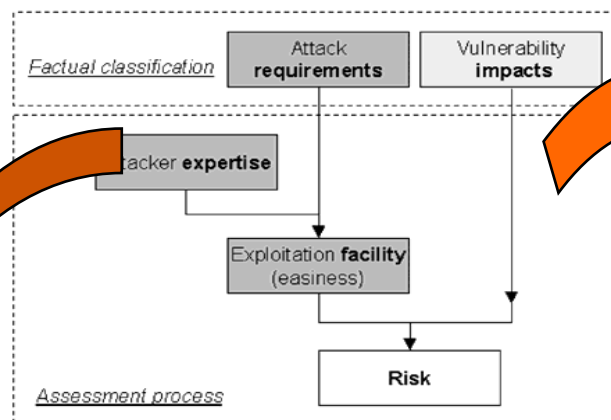 Attack
requirements
Vulnerability
impacts
Factual classification
tacker expertise
Exploitation facility
(easiness)
Risk
Assessment process